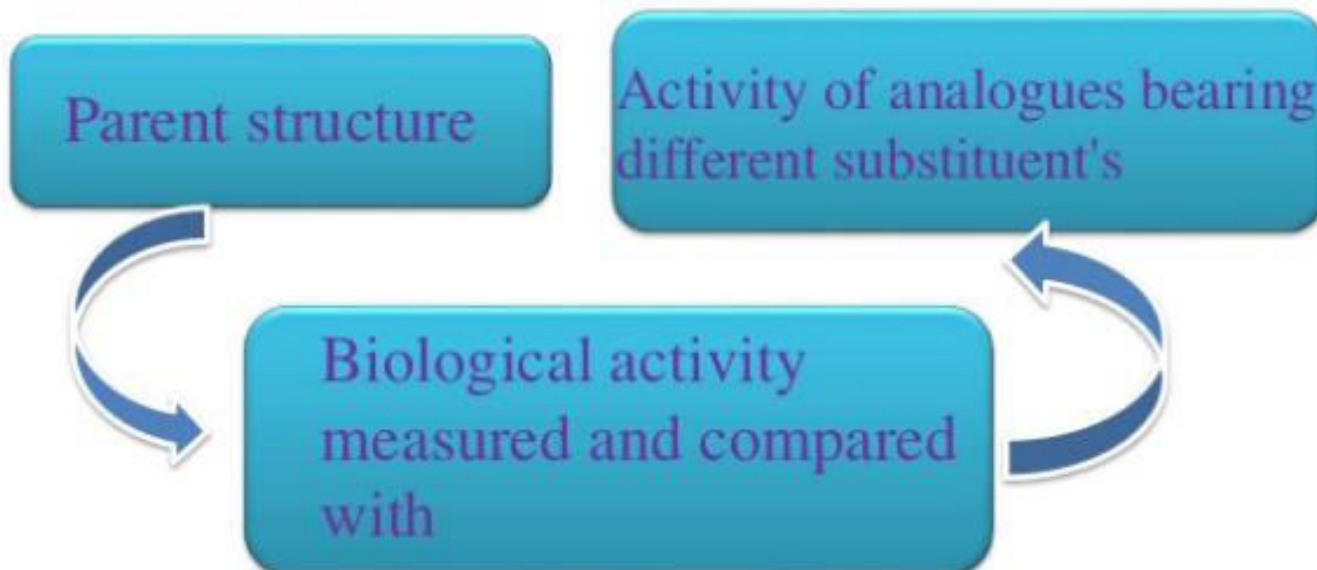 Parent structure
Biological activity
measured and compared
with
Activity of analogues bearing
different substituent's